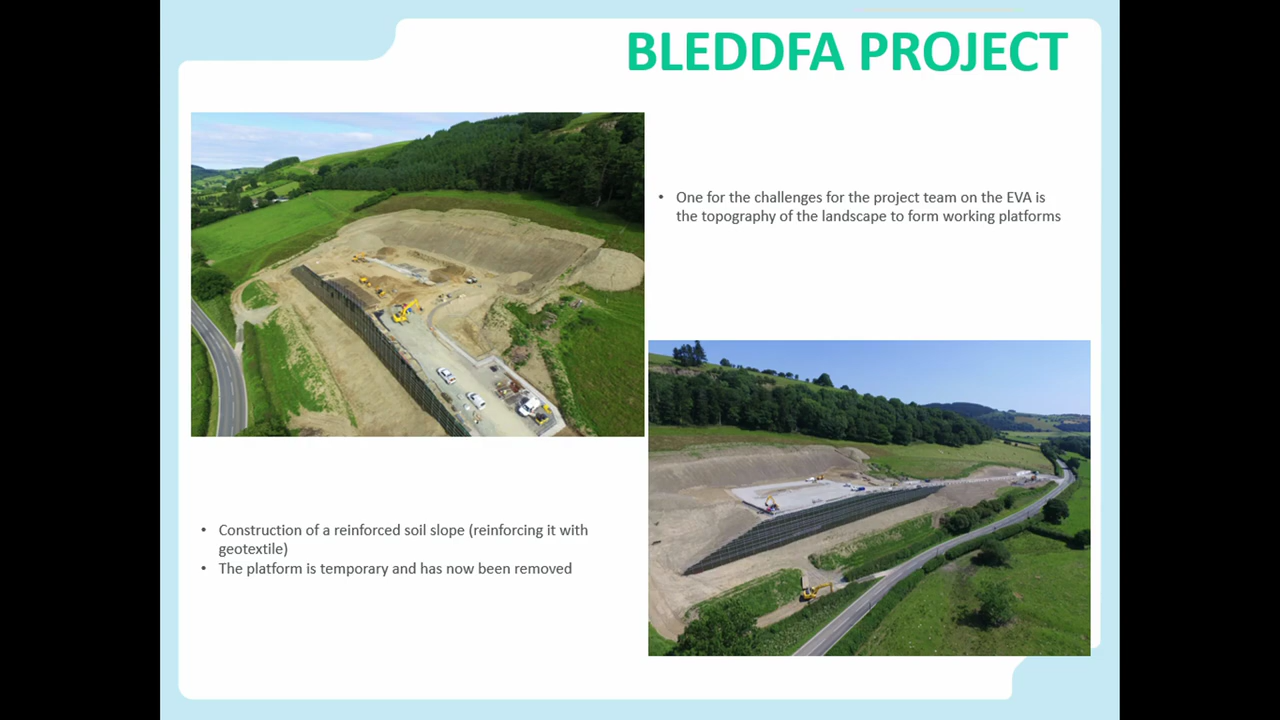 BLEDDFA PROJECT
• One for the challenges for the project team on the EVA is
the topography of the landscape to form working platforms
• Construction of a reinforced soil slope (reinforcing it with
geotextile)
• The platform is temporary and has now been removed